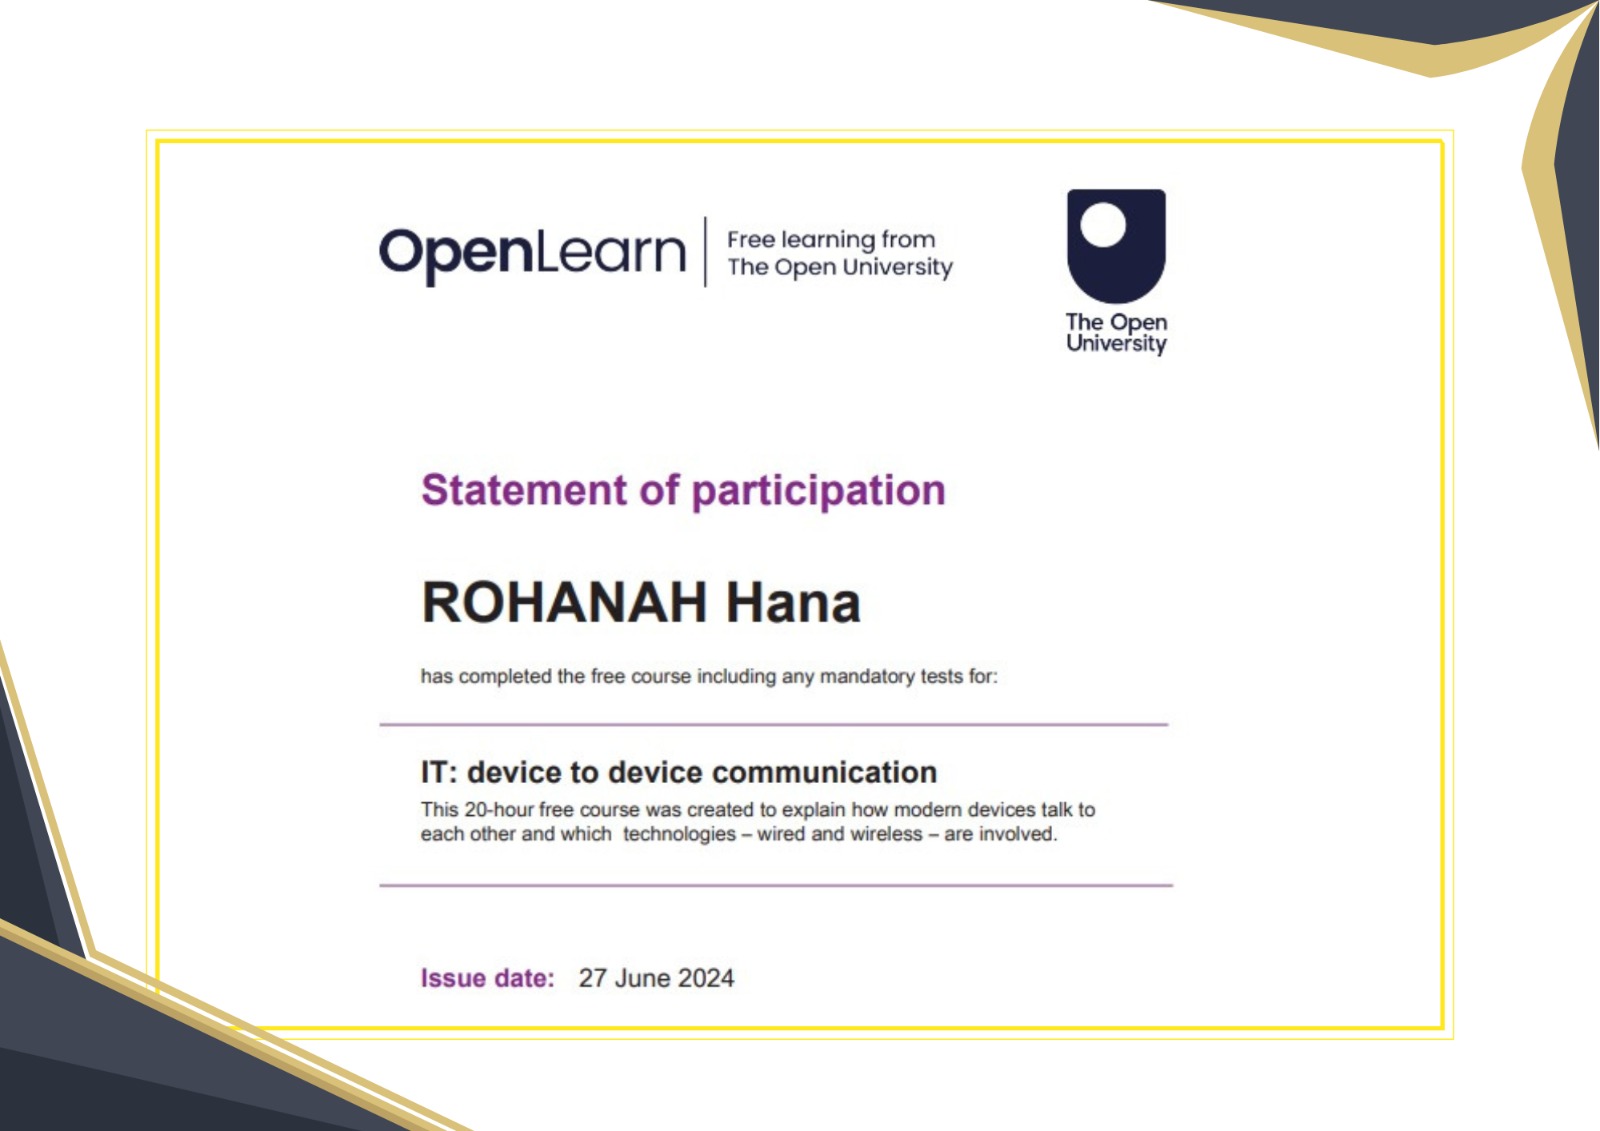 OpenLearn
Free learning from
The Open University
The Open
University
Statement of participation
ROHANAH Hana
has completed the free course including any mandatory tests for:
IT: device to device communication
This 20-hour free course was created to explain how modern devices talk to
each other and which  technologies – wired and wireless – are involved.
Issue date: 27 June 2024